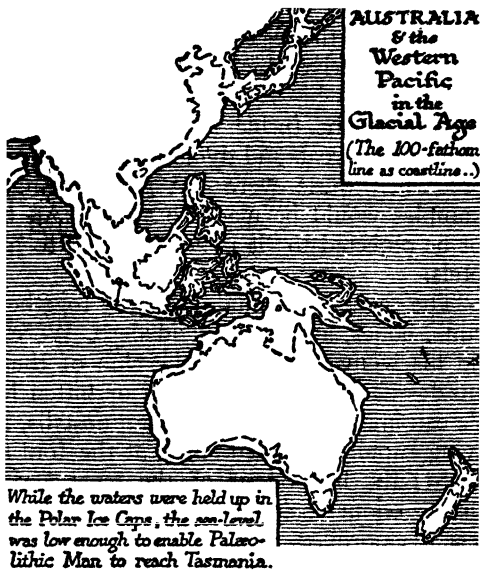 AUSTRALIA
& the
Western
Pacific
in the
Glacial Age
(The 100-fathom
line as coastline..)
While the waters were held up in
the Polar Ice Caps, the sea-level
was low enough to enable Palæo-
lithic Man to reach Tasmania.